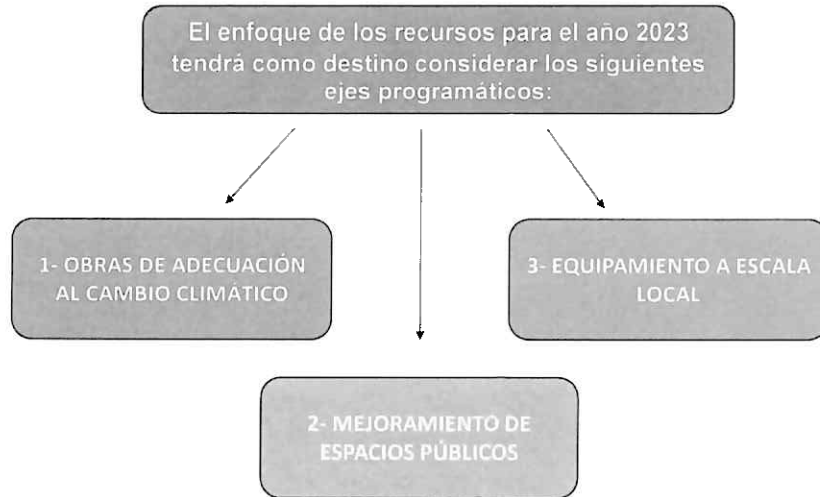 El enfoque de los recursos para el año 2023
tendrá como destino considerar los siguientes
ejes programáticos:
1- OBRAS DE ADECUACIÓN
AL CAMBIO CLIMÁTICO
2- MEJORAMIENTO DE
ESPACIOS PÚBLICOS
3- EQUIPAMIENTO A ESCALA
LOCAL